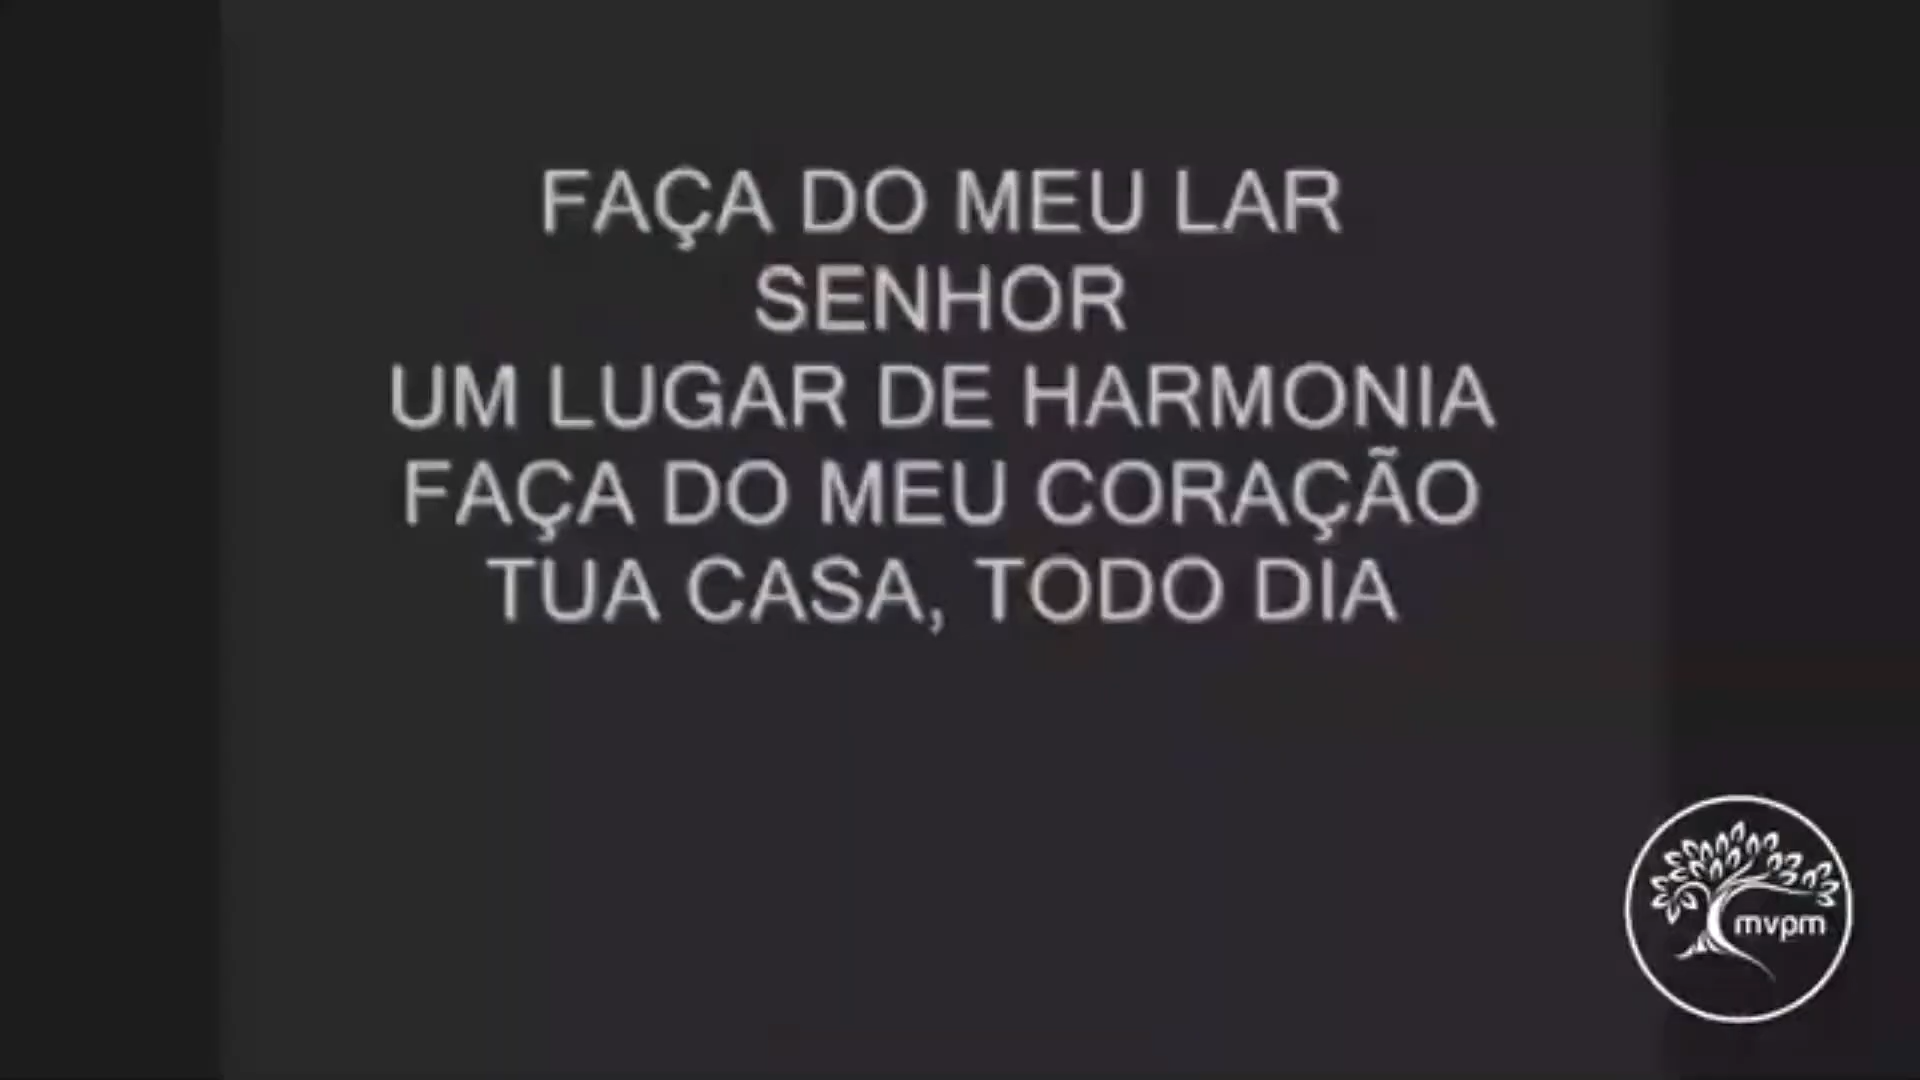 FAÇA DO MEU LAR
SENHOR
UM LUGAR DE HARMONIA
FAÇA DO MEU CORAÇÃO
TUA CASA, TODO DIA
mvpm